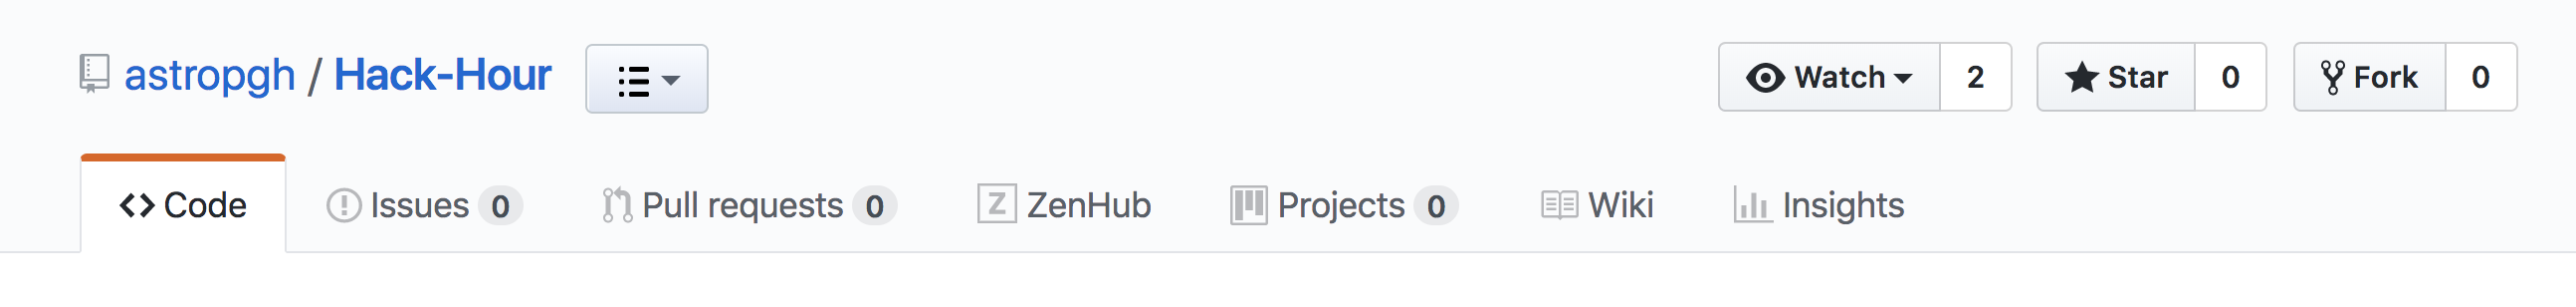 astropgh / Hack-Hour Watch 2 Star 0 Fork 0
Code Issues 0 Pull requests 0 ZenHub Projects 0 Wiki Insights